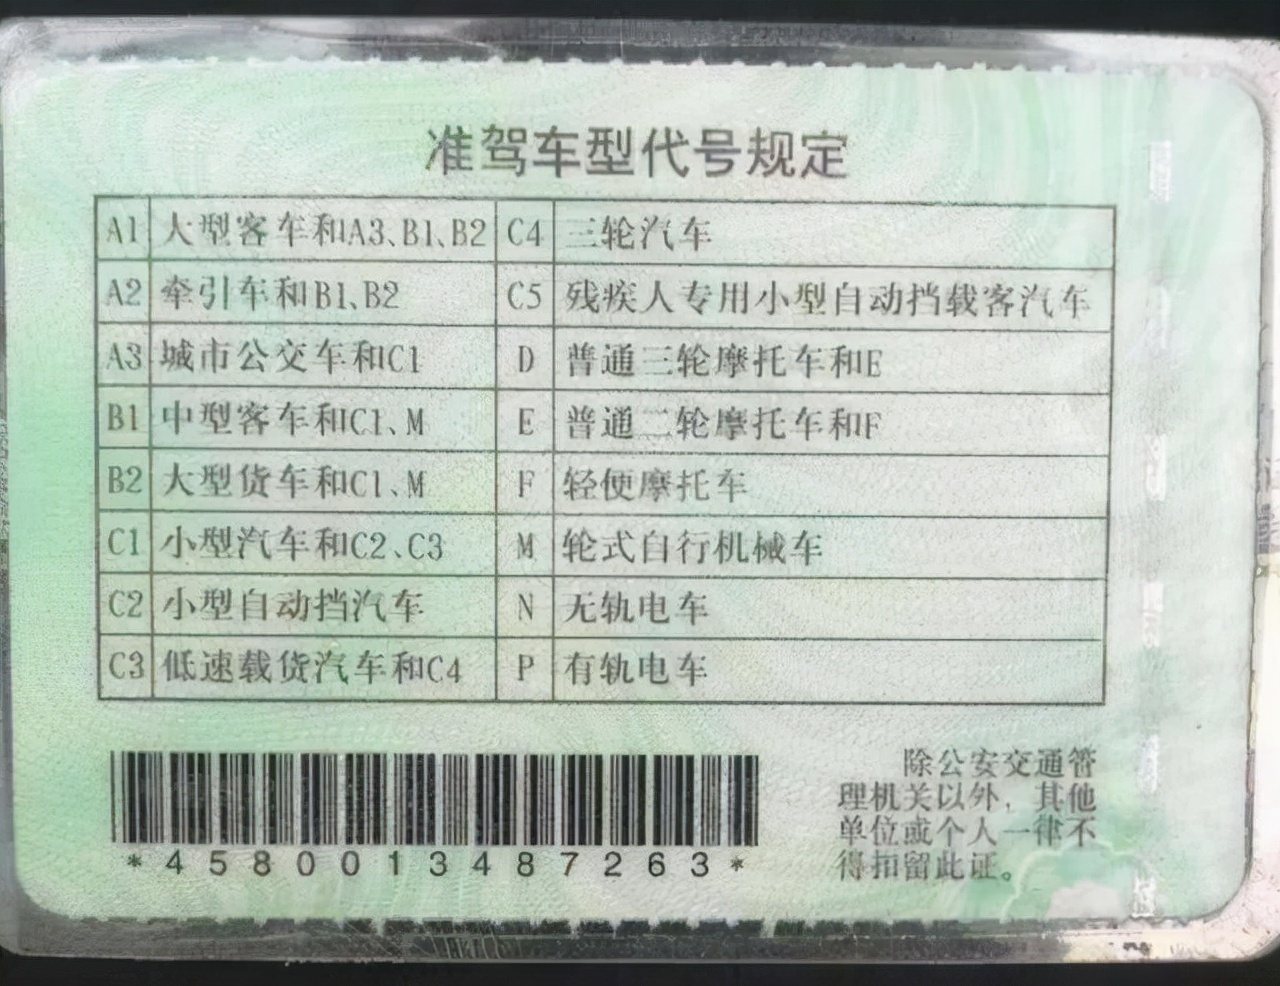 准驾车型代号规定
A1 大型客车和A3、B1、B2 C4 三轮汽车
A2 牵引车和B1、B2 C5 残疾人专用小型自动挡载客汽车
A3 城市公交车和C1 D 普通三轮摩托车和E
B1 中型客车和C1、M E 普通二轮摩托车和F
B2 大型货车和C1、M F 轻便摩托车
C1 小型汽车和C2、C3 M 轮式自行机械车
C2 小型自动挡汽车 N 无轨电车
C3 低速载货汽车和C4 P 有轨电车
*4580013487263*
除公安交通管
理机关以外，其他
单位或个人一律不
得扣留此证。